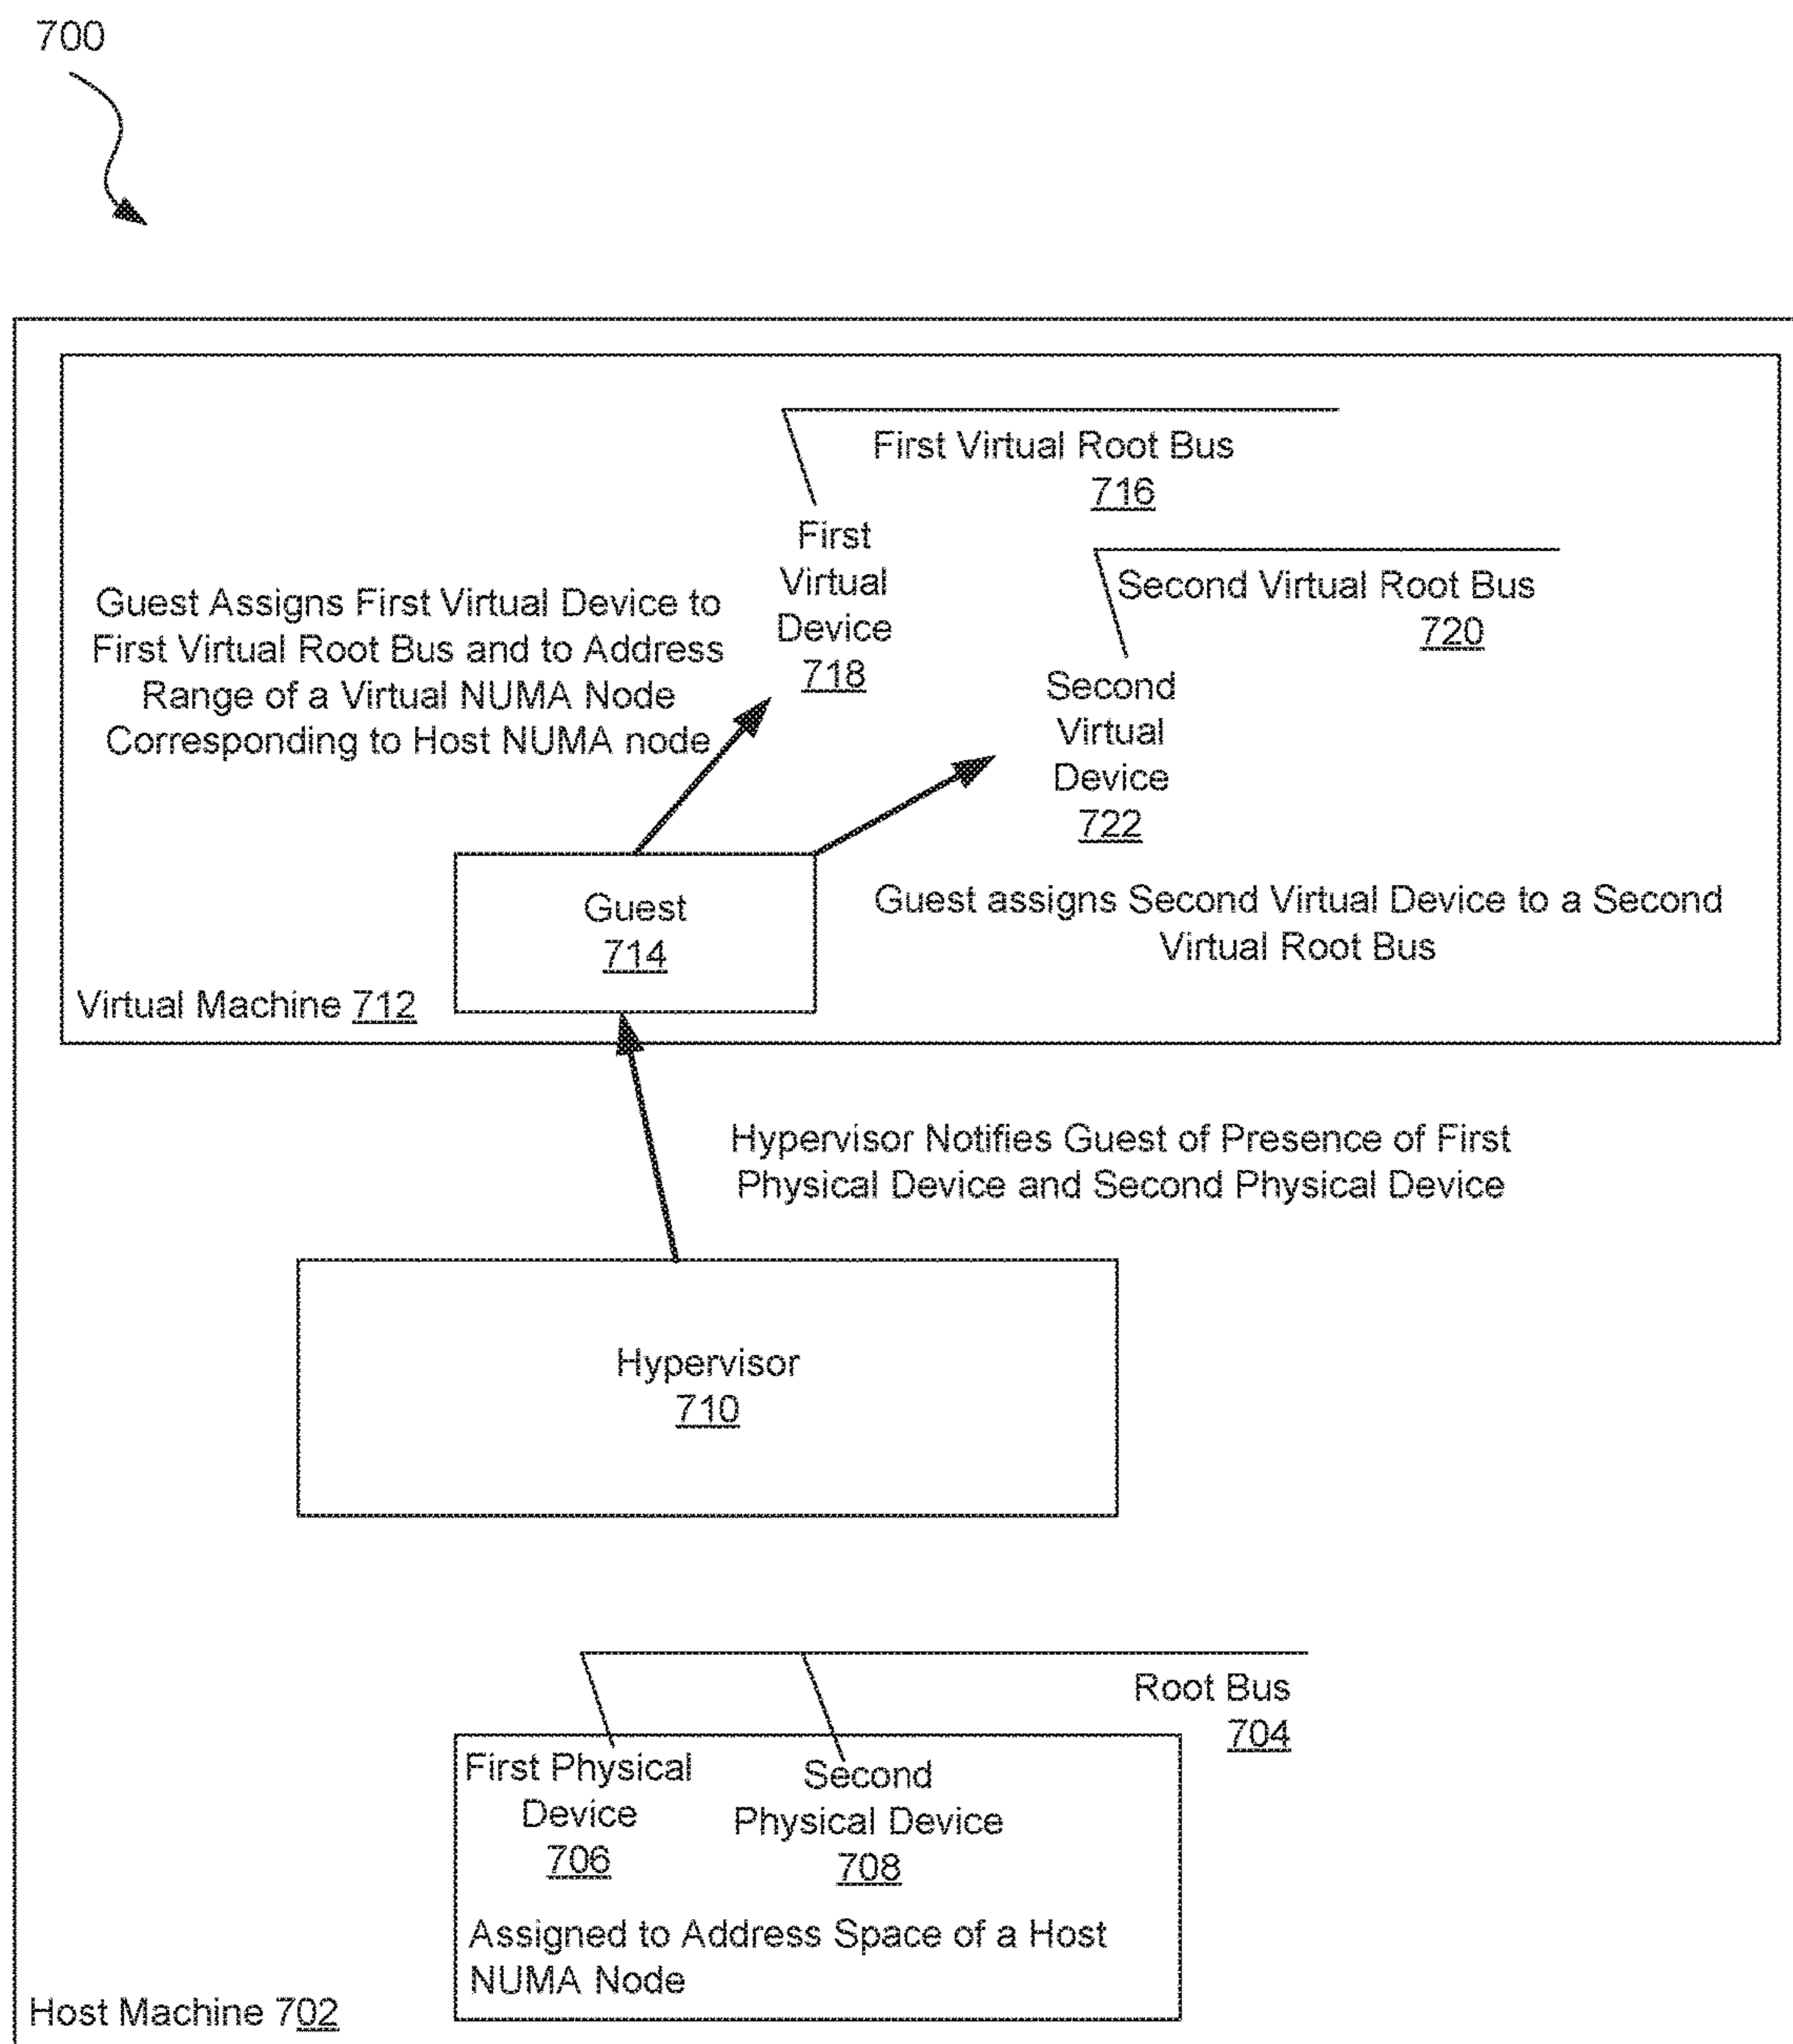 700
First Virtual Root Bus
716
First
Virtual
Device
718
Second Virtual Root Bus
720
Second
Virtual
Device
722
Guest Assigns First Virtual Device to
First Virtual Root Bus and to Address
Range of a Virtual NUMA Node
Corresponding to Host NUMA node
Guest
714
Guest assigns Second Virtual Device to a Second
Virtual Root Bus
Virtual Machine 712
Hypervisor Notifies Guest of Presence of First
Physical Device and Second Physical Device
Hypervisor
710
Root Bus
704
First Physical
Device
706
Second
Physical Device
708
Assigned to Address Space of a Host
NUMA Node
Host Machine 702